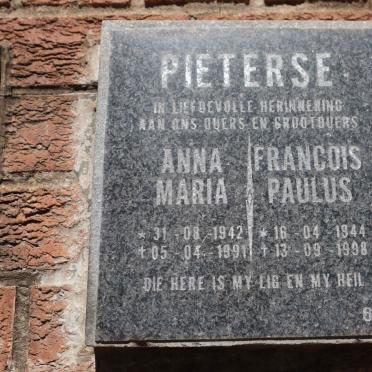 PIETERSE
IN LIEFDEVOLLE HERINNERING
AAN ONS OUERS EN GROOTOUERS
ANNA MARIA
* 31-08-1942
+ 05-04-1991
FRANCOIS PAULUS
* 16-04-1944
+ 13-09-1998
DIE HERE IS MY LIG EN MY HEIL